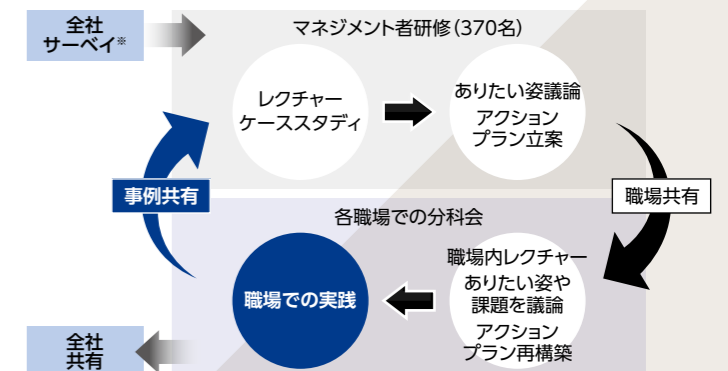 全社
サーベイ※
マネジメント者研修（370名）
レクチャー
ケーススタディ
ありたい姿議論
アクション
プラン立案
事例共有
職場共有
各職場での分科会
職場での実践
職場内レクチャー
ありたい姿や
課題を議論
アクション
プラン再構築
全社
共有